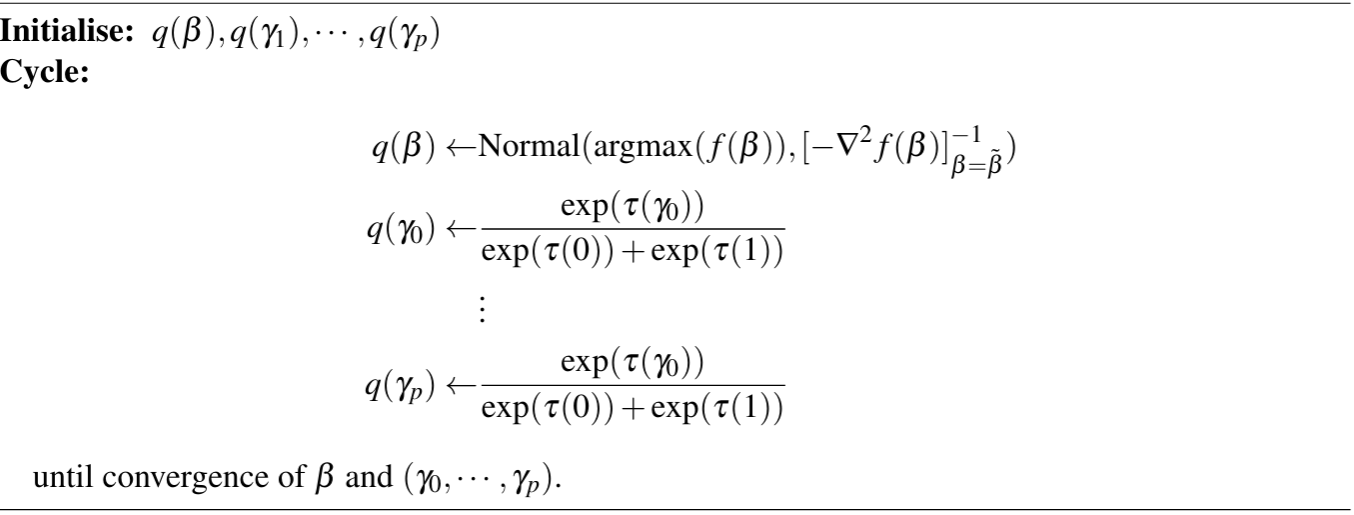 Initialise: q(β), q(γ₁), ⋯ , q(γₚ)
Cycle:
q(β) ←Normal(argmax(f(β)), [−∇²f(β)]⁻¹_{β=β̃})
q(γ₀) ← exp(τ(γ₀)) / (exp(τ(0)) + exp(τ(1)))
⋮
q(γₚ) ← exp(τ(γ₀)) / (exp(τ(0)) + exp(τ(1)))
until convergence of β and (γ₀, ⋯ , γₚ).